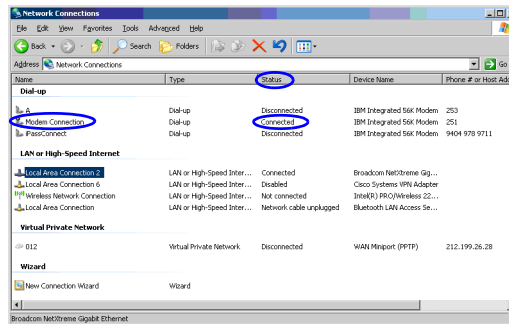 Network Connections
File Edit View Favorites Tools Advanced Help
Back Search Folders
Address Network Connections Go
Name Type Status Device Name Phone # or Host Add
Dial-up
A Dial-up Disconnected IBM Integrated 56K Modem 253
Modem Connection Dial-up Connected IBM Integrated 56K Modem 251
iPassConnect Dial-up Disconnected IBM Integrated 56K Modem 9404 978 9711
LAN or High-Speed Internet
Local Area Connection 2 LAN or High-Speed Inter... Connected Broadcom NetXtreme Gig...
Local Area Connection 6 LAN or High-Speed Inter... Disabled Cisco Systems VPN Adapter
Wireless Network Connection LAN or High-Speed Inter... Not connected Intel(R) PRO/Wireless 22...
Local Area Connection LAN or High-Speed Inter... Network cable unplugged Bluetooth LAN Access Se...
Virtual Private Network
012 Virtual Private Network Disconnected WAN Miniport (PPTP) 212.199.26.28
Wizard
New Connection Wizard Wizard
Broadcom NetXtreme Gigabit Ethernet